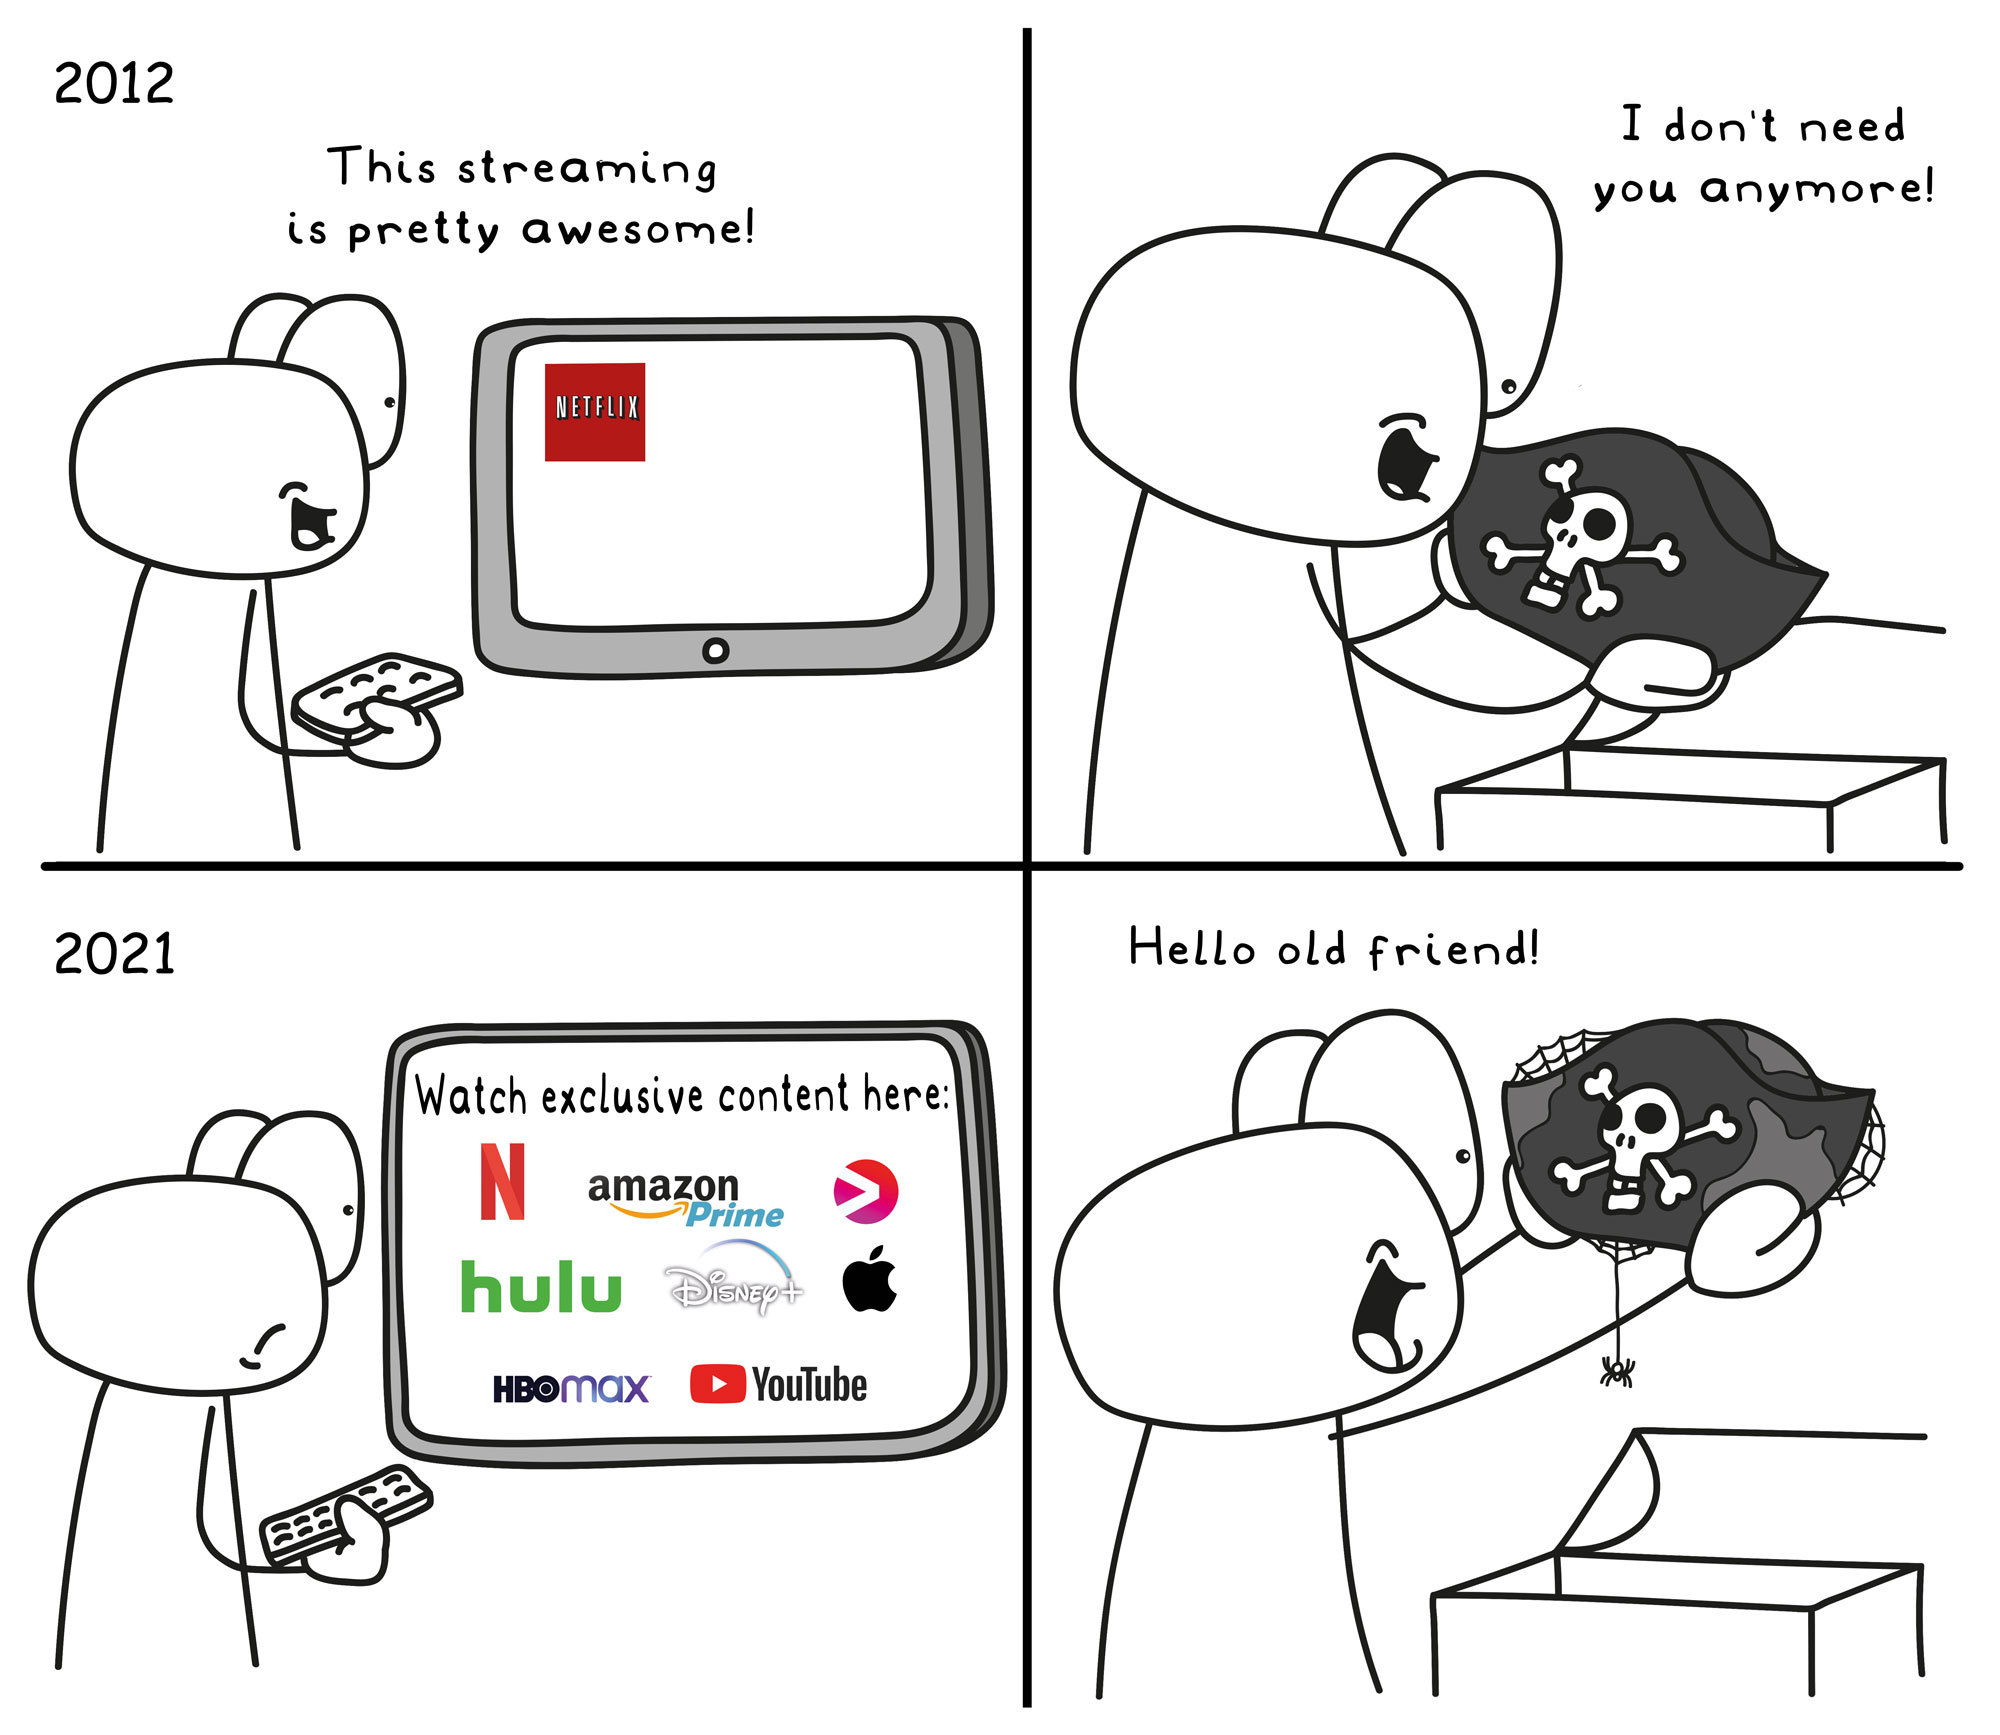 2012
This streaming
is pretty awesome!
NETFLIX
I don't need
you anymore!
2021
Watch exclusive content here:
N
amazon
Prime
hulu
Disney+
HBOmax
YouTube
Hello old friend!